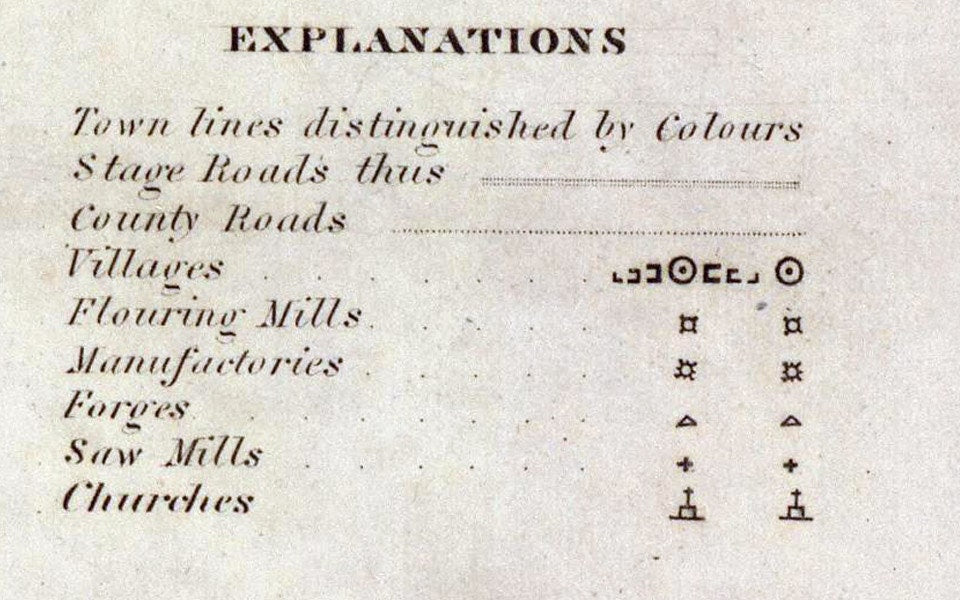 EXPLANATIONS
Town lines distinguished by Colours
Stage Roads thus
County Roads
Villages
Flouring Mills
Manufactories
Forges
Saw Mills
Churches